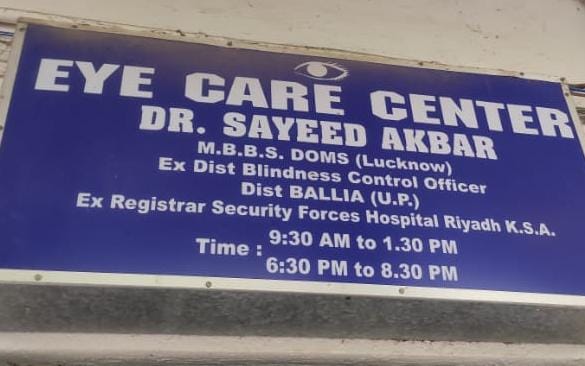 EYE CARE CENTER
DR. SAYEED AKBAR
M.B.B.S. DOMS (Lucknow)
Ex Dist Blindness Control Officer
Dist BALLIA (U.P.)
Ex Registrar Security Forces Hospital Riyadh K.S.A.
Time : 9:30 AM to 1.30 PM
6:30 PM to 8.30 PM